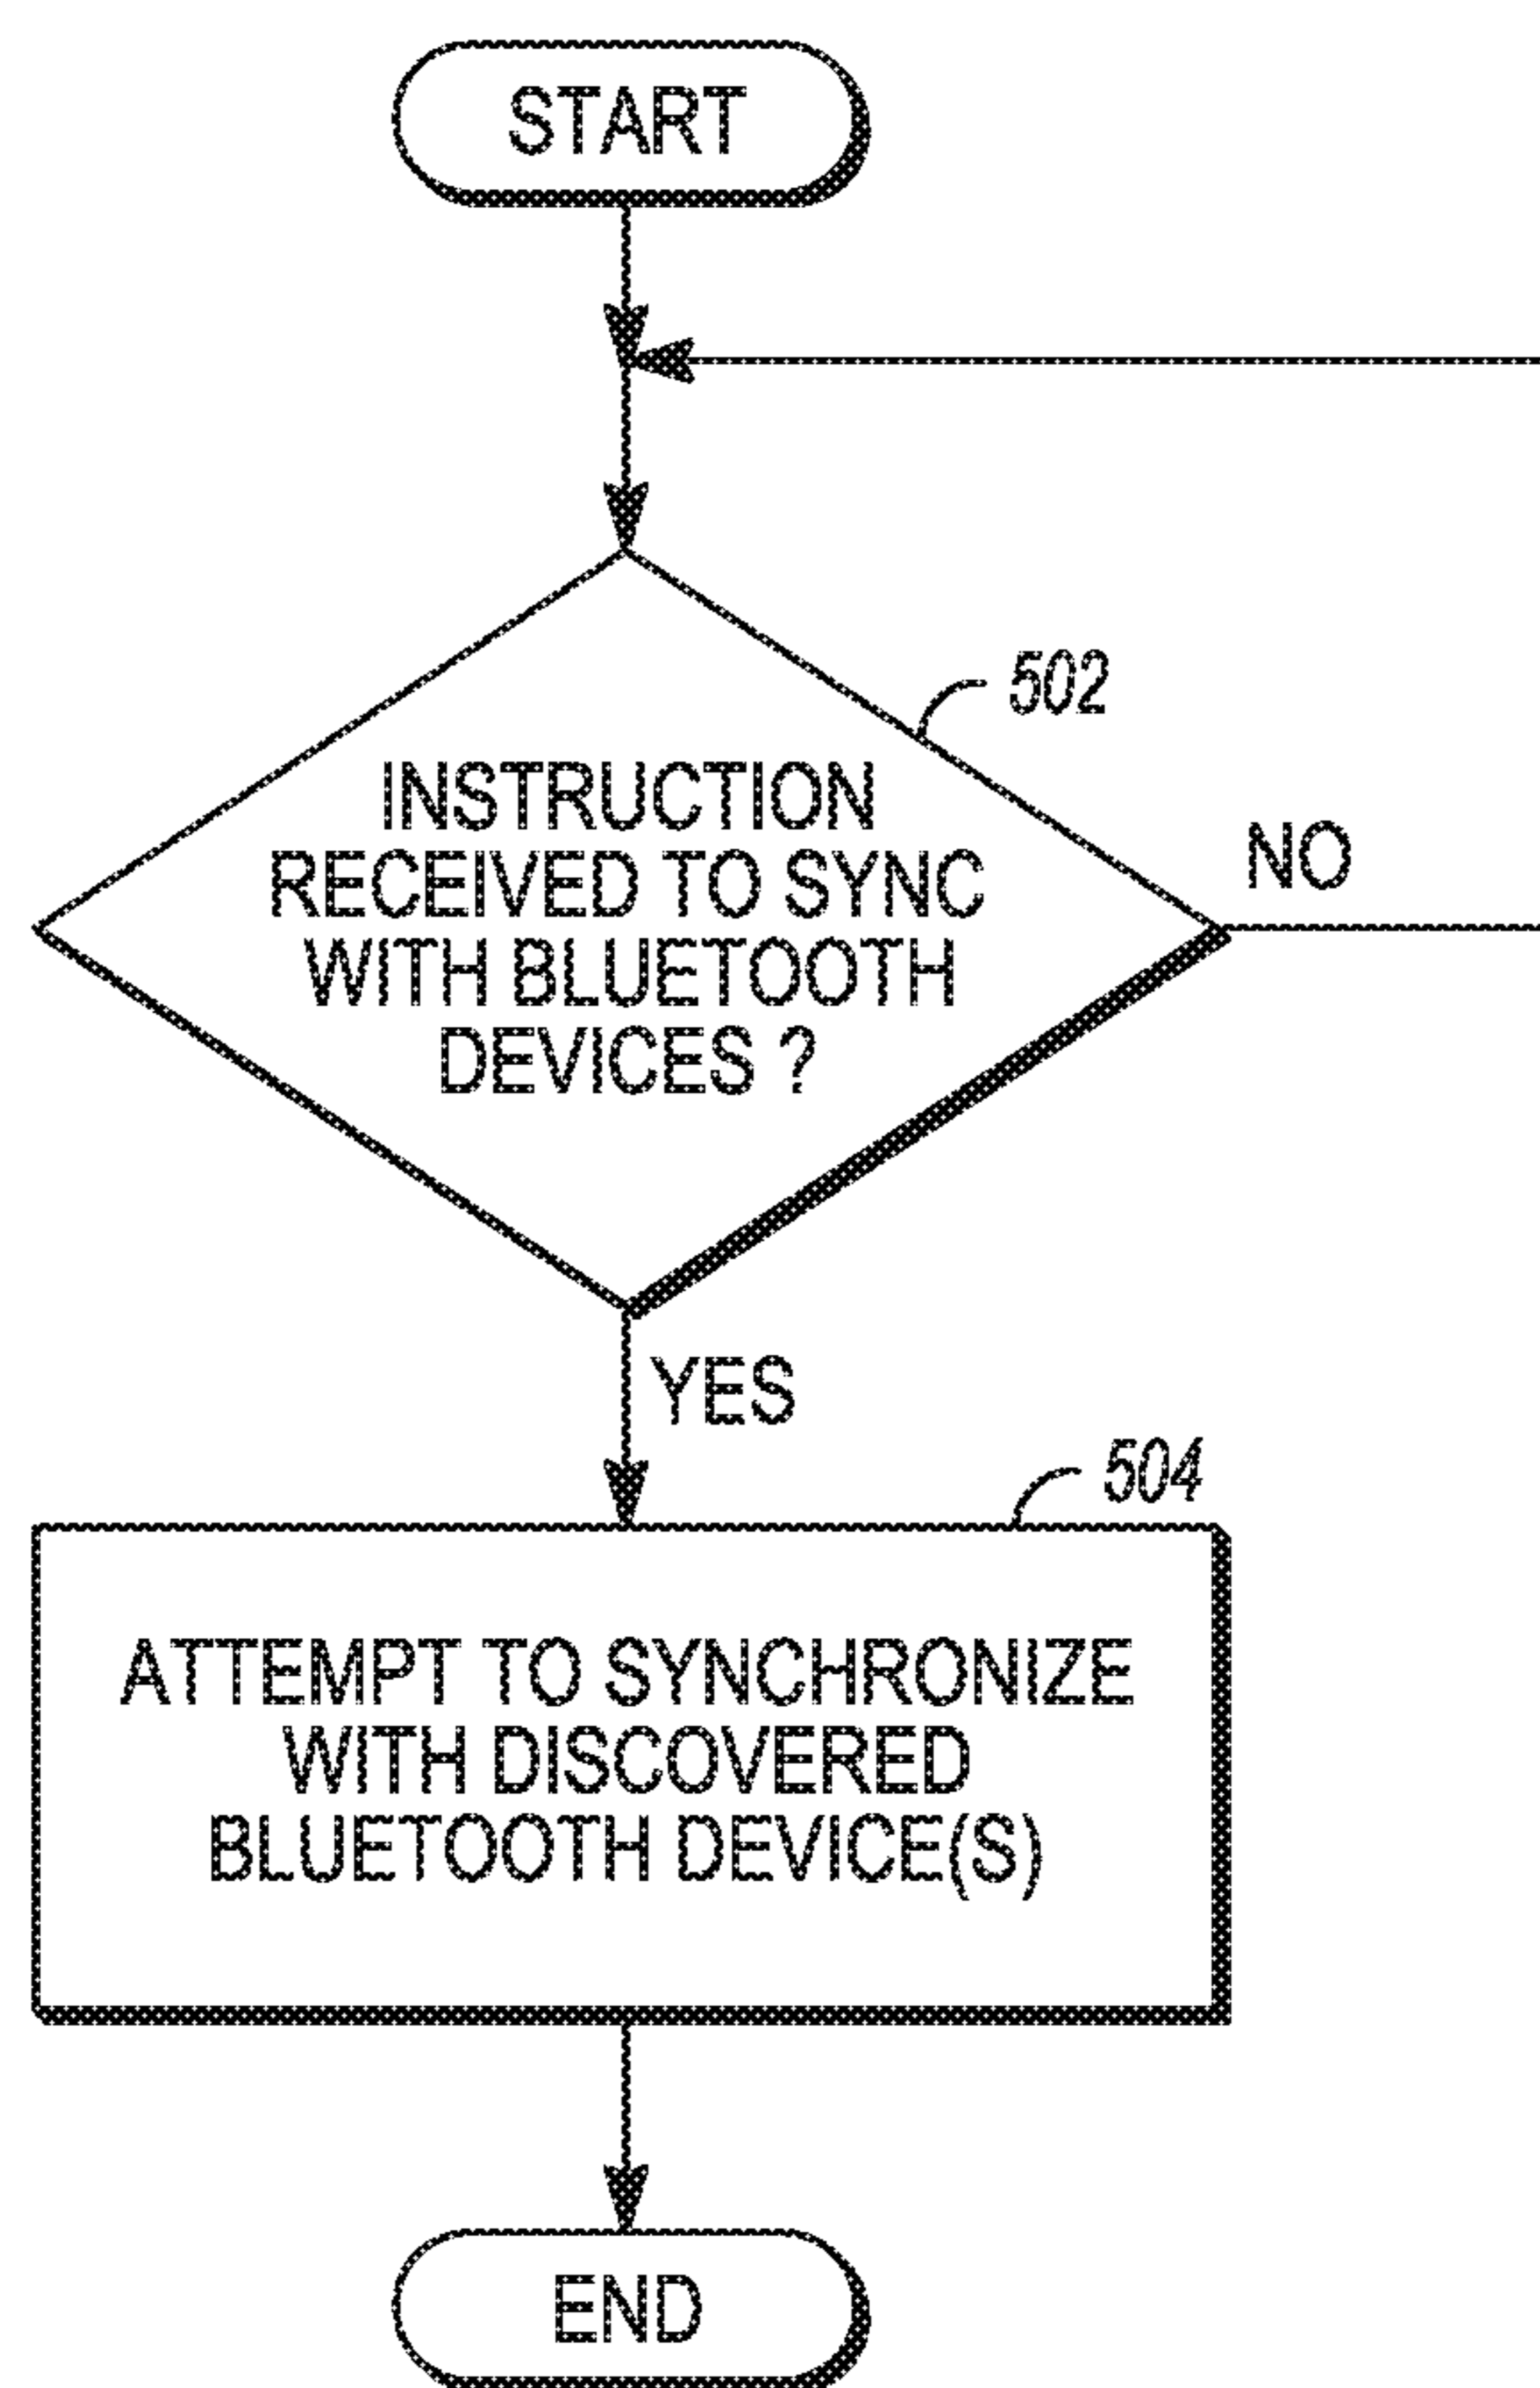 START
502
INSTRUCTION
RECEIVED TO SYNC
WITH BLUETOOTH
DEVICES ?
NO
YES
504
ATTEMPT TO SYNCHRONIZE
WITH DISCOVERED
BLUETOOTH DEVICE(S)
END